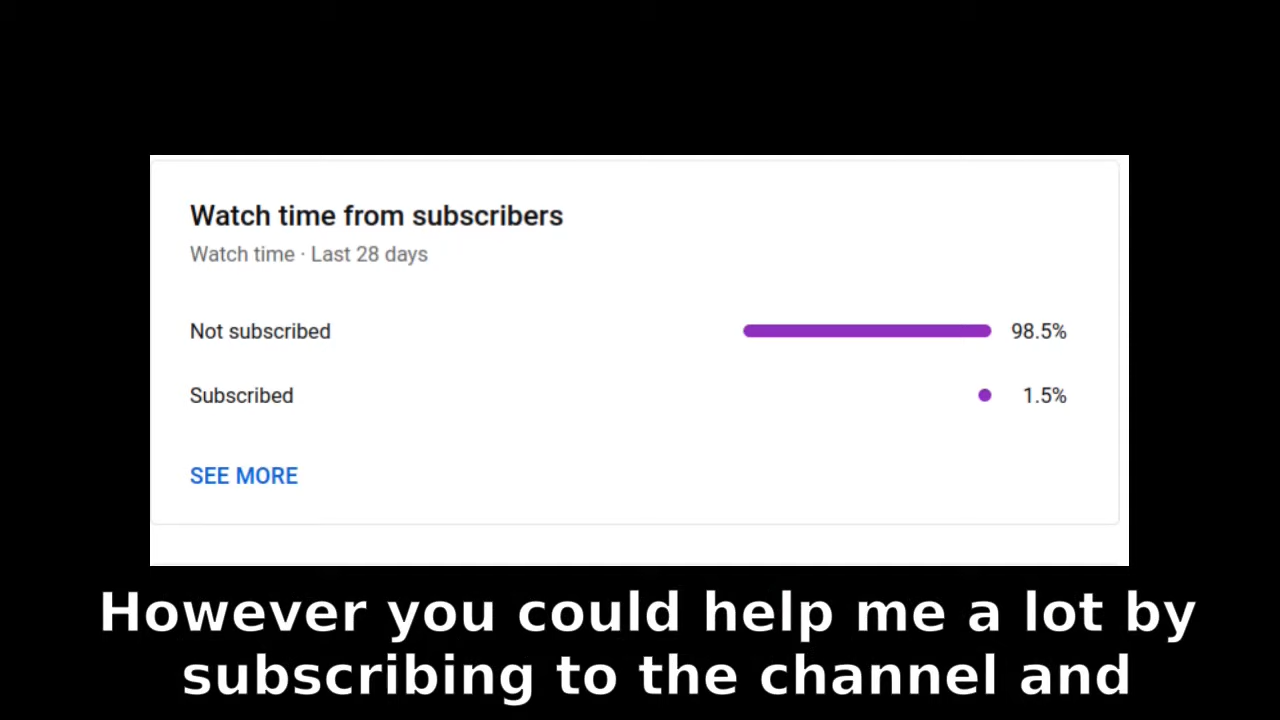 Watch time from subscribers
Watch time · Last 28 days
Not subscribed 98.5%
Subscribed 1.5%
SEE MORE
However you could help me a lot by
subscribing to the channel and